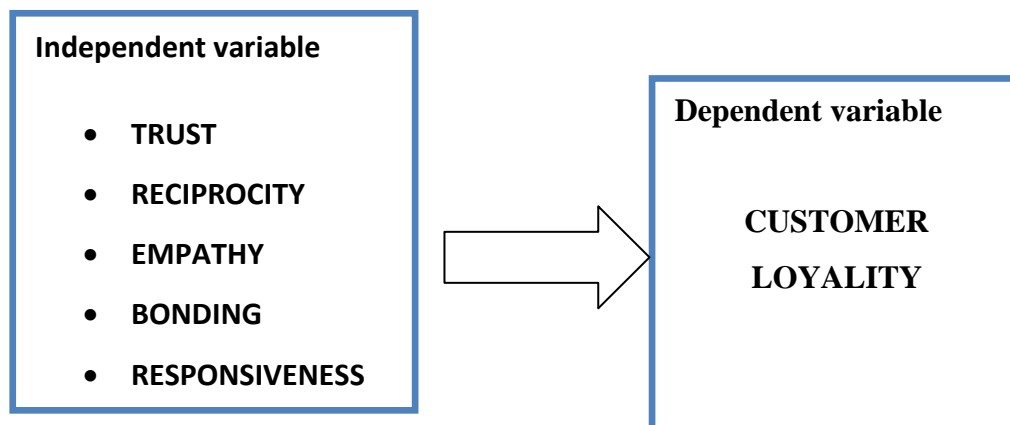 Independent variable
• TRUST
• RECIPROCITY
• EMPATHY
• BONDING
• RESPONSIVENESS
Dependent variable
CUSTOMER
LOYALITY